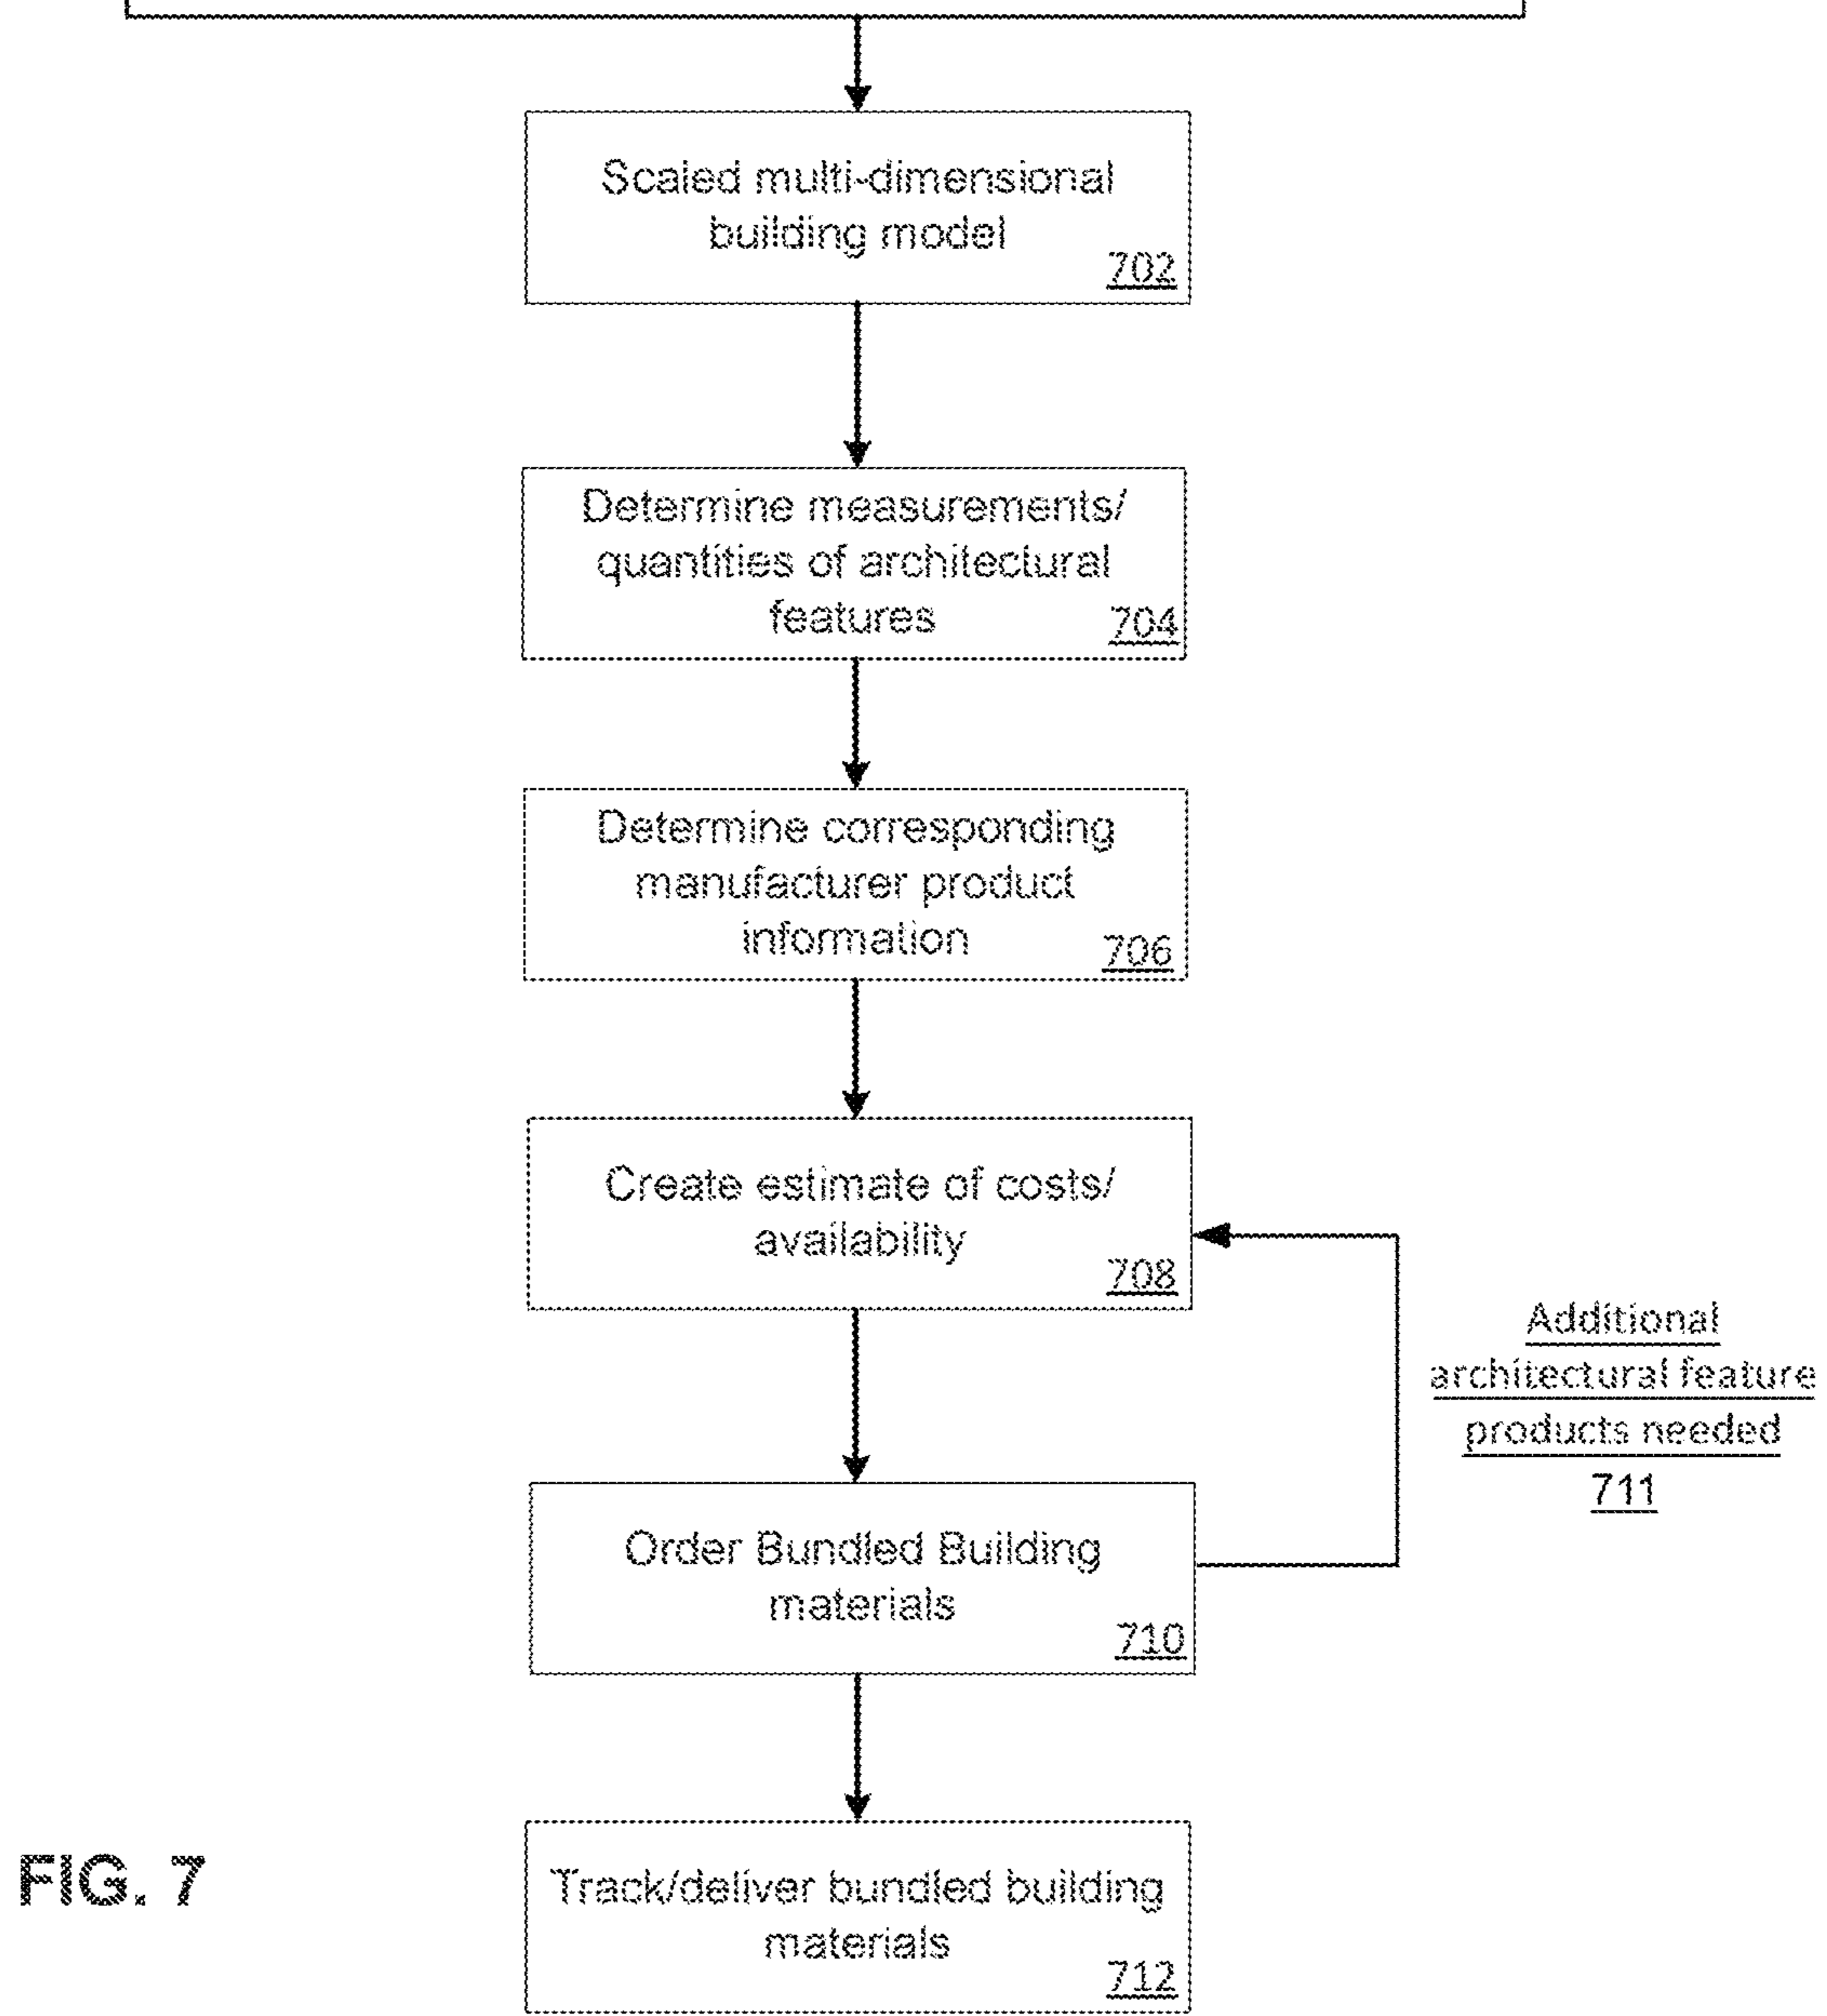 Scaled multi-dimensional
building model
702
Determine measurements/
quantities of architectural
features
704
Determine corresponding
manufacturer product
information
706
Create estimate of costs/
availability
708
Additional
architectural feature
products needed
711
Order Bundled Building
materials
710
Track/deliver bundled building
materials
712
FIG. 7